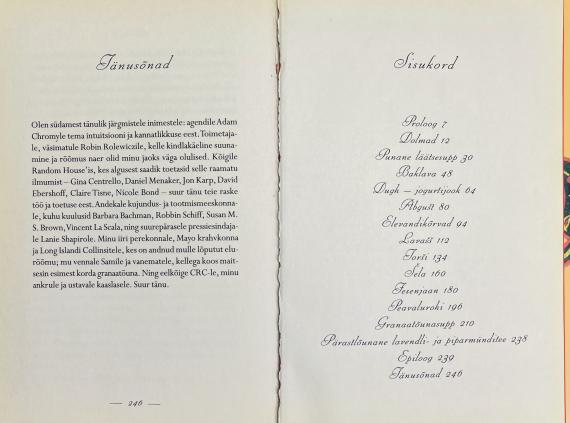 Tänusõnad
Olen südamest tänulik järgmistele inimestele: agendile Adam
Chromyle tema intuitsiooni ja kannatlikkuse eest. Toimetaja-
le, väsimatule Robin Rolewiczile, kelle kindlakäeline suuna-
mine ja rõõmus naer olid minu jaoks väga olulised. Kõigile
Random House'is, kes algusest saadik toetasid selle raamatu
ilmumist – Gina Centrello, Daniel Menaker, Jon Karp, David
Ebershoff, Claire Tisne, Nicole Bond – suur tänu teie raske
töö ja toetuse eest. Andekale kujundus- ja tootmismeeskonna-
le, kuhu kuulusid Barbara Bachman, Robbin Schiff, Susan M.
S. Brown, Vincent La Scala, ning suurepärasele pressiesindaja-
le Lanie Shapirole. Minu iiri perekonnale, Mayo krahvkonna
ja Long Islandi Collinsitele, kes on andnud mulle lõputut elu-
rõõmu; mu vennale Samile ja vanematele, kellega koos mait-
sesin esimest korda granaatõuna. Ning eelkõige CRC-le, minu
ankrule ja ustavale kaaslasele. Suur tänu.
— 246 —
Sisukord
Proloog 7
Dolmad 12
Punane läätsesupp 30
Baklava 48
Dugh – jogurtijook 64
Abgušt 80
Elevandikõrvad 94
Lavaši 112
Torši 134
Šela 160
Fesenjaan 180
Peavaluroki 196
Granaatõunasupp 210
Pärastlõunane lavendli- ja piparmünditee 238
Epiloog 239
Tänusõnad 246